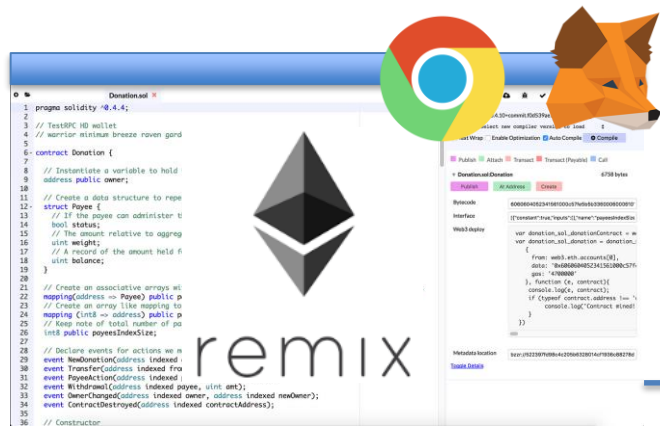 Donation.sol
1 pragma solidity ^0.4.4;
2
3 // TestRPC HD wallet
4 // warrior minimum breeze raven gard
5
6 contract Donation {
7
8 // Instantiate a variable to hold
9 address public owner;
10
11 // Create a data structure to repe
12 struct Payee {
13 // If the payee can administer t
14 bool status;
15 // The amount relative to aggreg
16 uint weight;
17 // A record of the amount held f
18 uint balance;
19 }
20
21 // Create an associative arrays wi
22 mapping(address => Payee) public p
23 // Create an array like mapping to
24 mapping (int8 => address) public p
25 // Keep note of total number of pa
26 int8 public payeesIndexSize;
27
28 // Declare events for actions we m
29 event NewDonation(address indexed
30 event Transfer(address indexed fro
31 event PayeeAction(address indexed
32 event Withdrawal(address indexed payee, uint amt);
33 event OwnerChanged(address indexed owner, address indexed newOwner);
34 event ContractDestroyed(address indexed contractAddress);
35
36 // Constructor
remix
select new compiler version to load
Wrap Enable Optimization Auto Compile Compile
Publish Attach Transact Transact (Payable) Call
Donation.sol:Donation 6758 bytes
Publish At Address Create
Bytecode
Interface
Web3 deploy
var donation_sol_donationContract = w
var donation_sol_donation = donation_
{
from: web3.eth.accounts[0],
gas: '4700000'
}, function (e, contract){
console.log(e, contract);
if (typeof contract.address !==
console.log('Contract mined!
}
})
Metadata location
Toggle Details